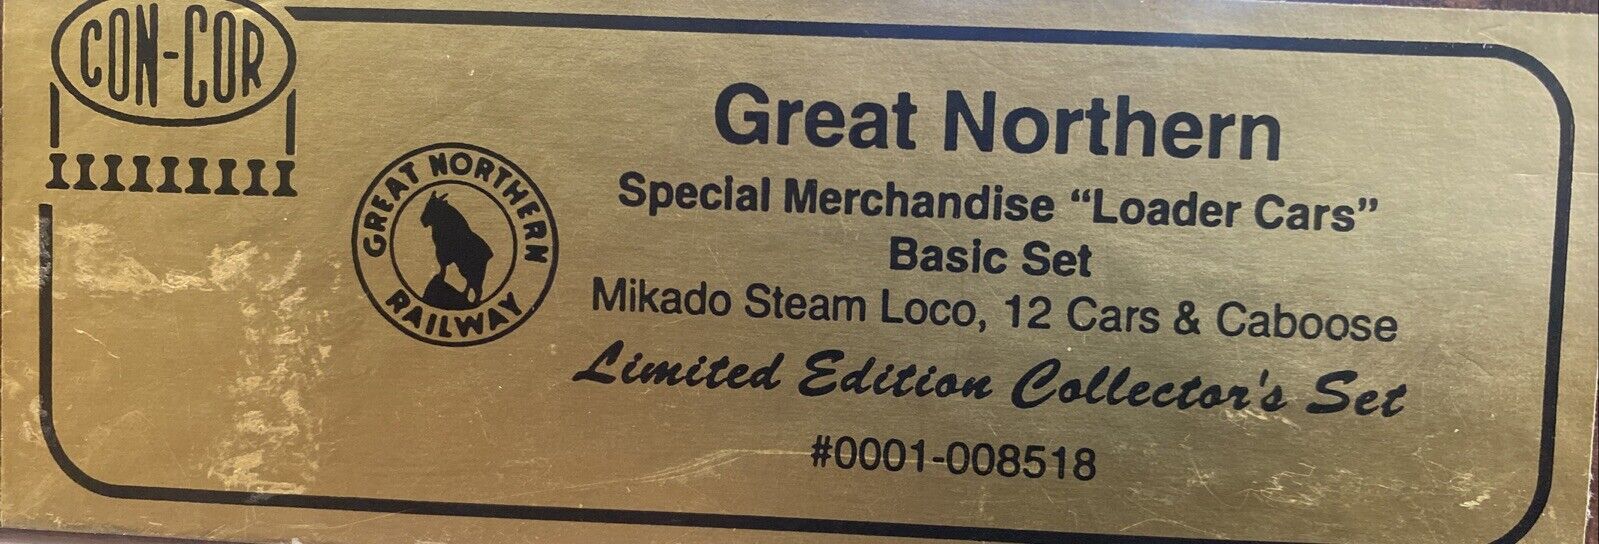 CON-COR
GREAT NORTHERN
RAILWAY
Great Northern
Special Merchandise “Loader Cars”
Basic Set
Mikado Steam Loco, 12 Cars & Caboose
Limited Edition Collector's Set
#0001-008518